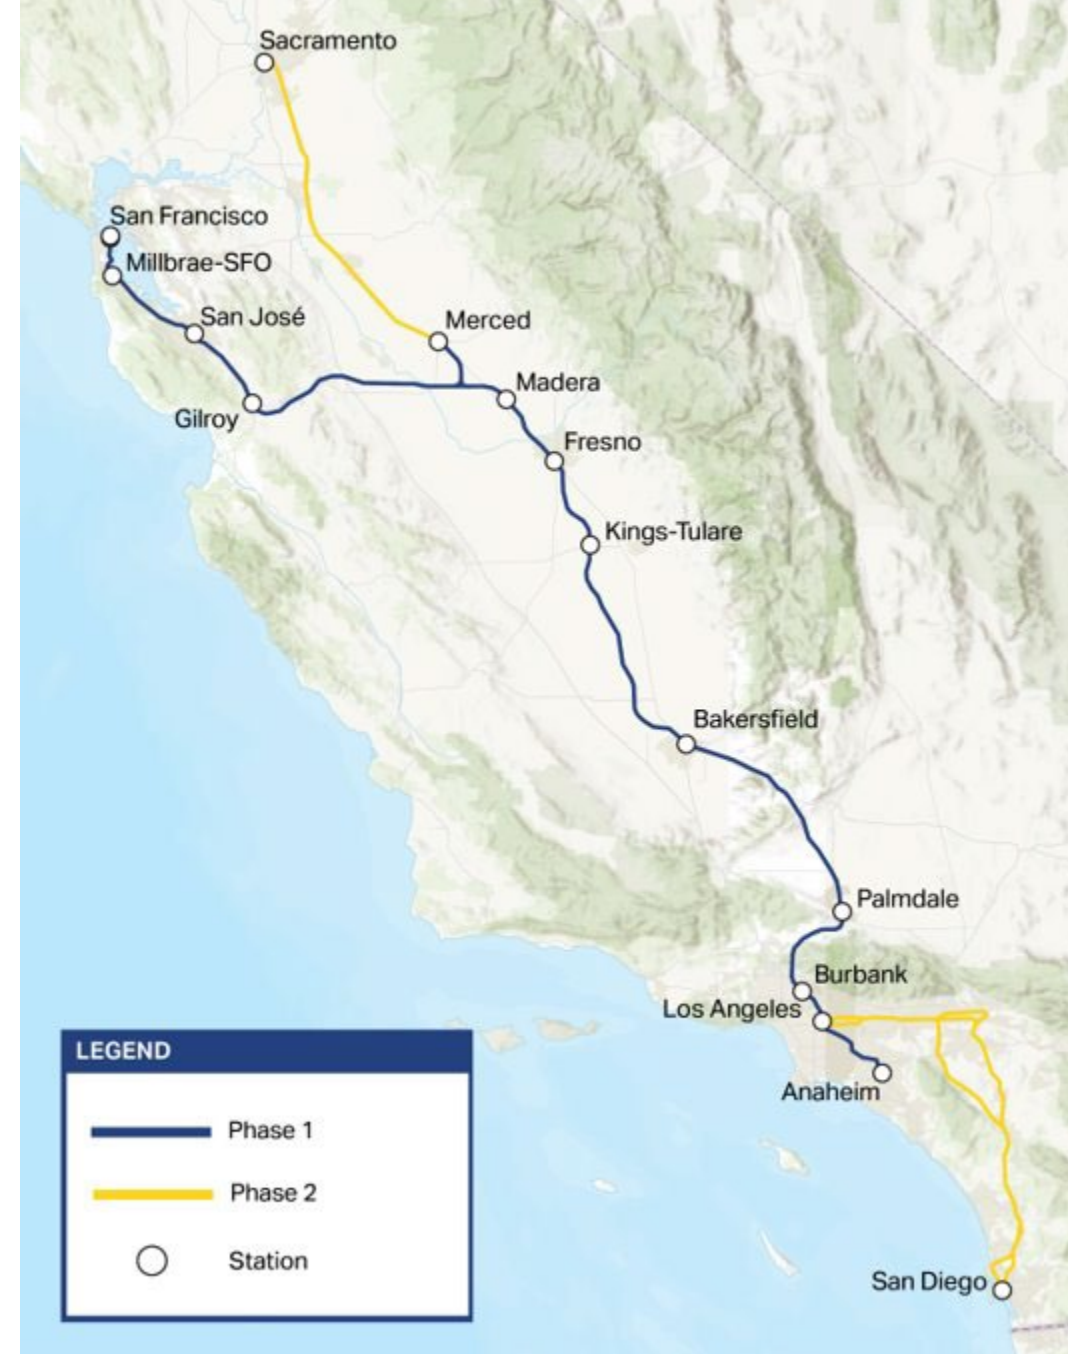 Sacramento
San Francisco
Millbrae-SFO
San José
Merced
Madera
Gilroy
Fresno
Kings-Tulare
Bakersfield
Palmdale
Burbank
Los Angeles
Anaheim
San Diego
LEGEND
Phase 1
Phase 2
Station